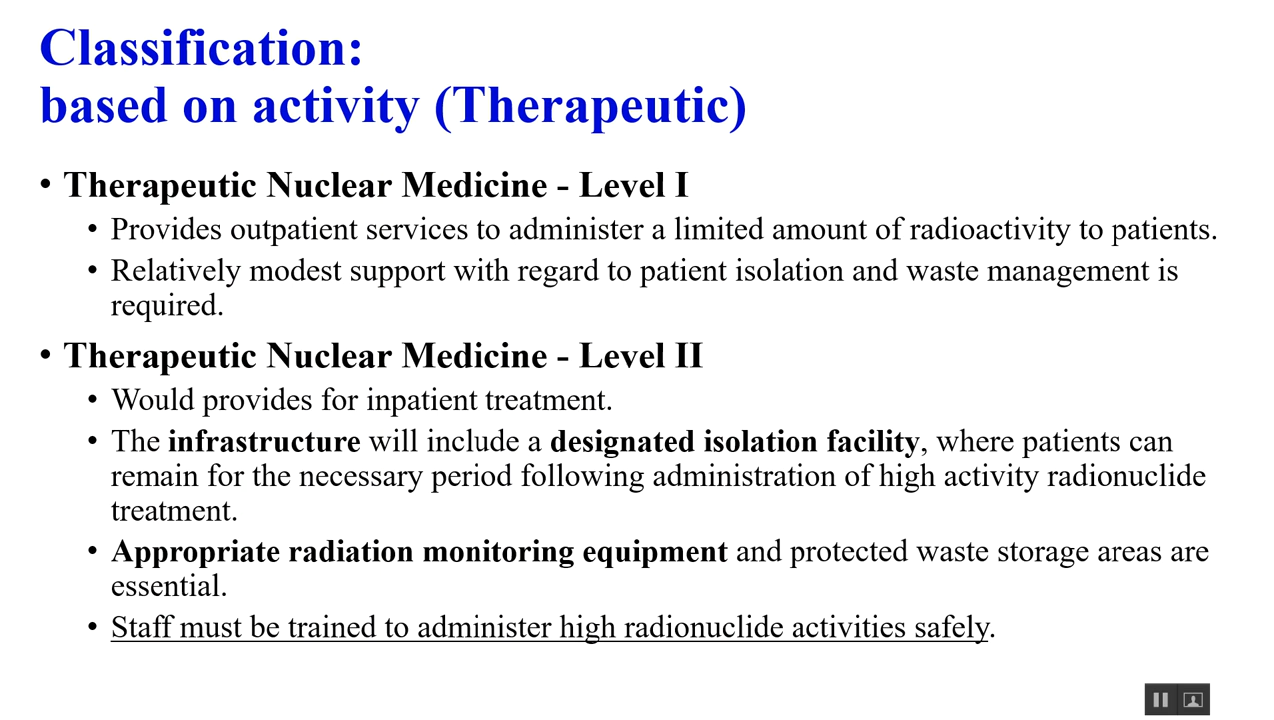 Classification:
based on activity (Therapeutic)
• Therapeutic Nuclear Medicine - Level I
• Provides outpatient services to administer a limited amount of radioactivity to patients.
• Relatively modest support with regard to patient isolation and waste management is
required.
• Therapeutic Nuclear Medicine - Level II
• Would provides for inpatient treatment.
• The infrastructure will include a designated isolation facility, where patients can
remain for the necessary period following administration of high activity radionuclide
treatment.
• Appropriate radiation monitoring equipment and protected waste storage areas are
essential.
• Staff must be trained to administer high radionuclide activities safely.